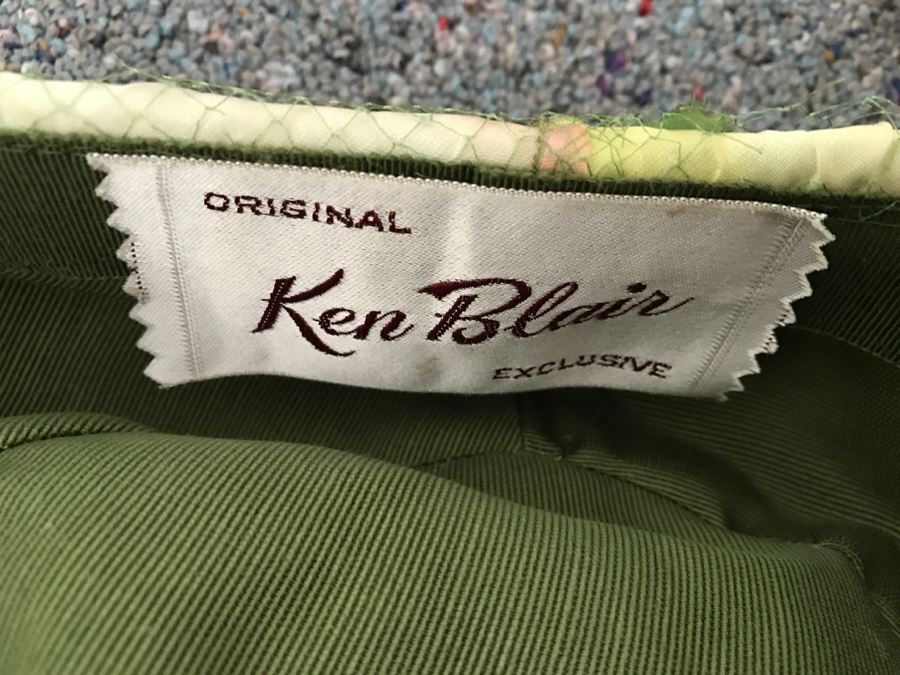 ORIGINAL
Ken Blair
EXCLUSIVE